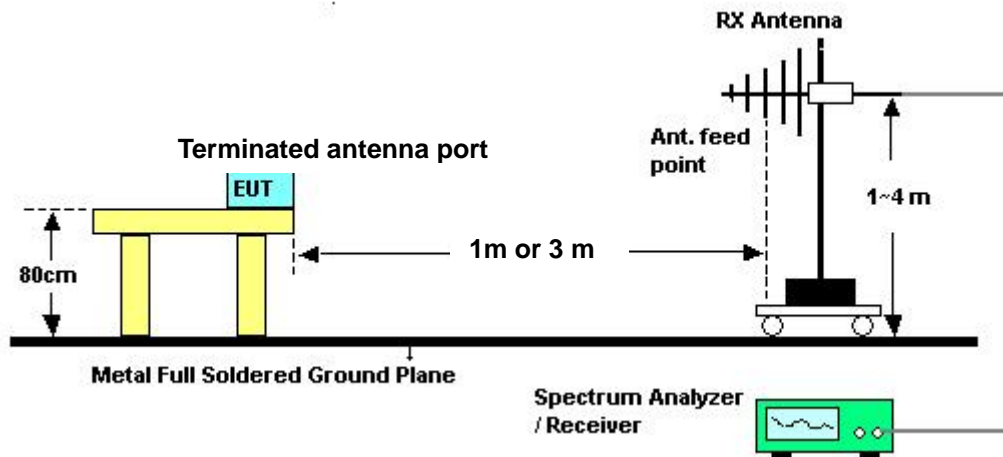 RX Antenna
Ant. feed
point
Terminated antenna port
EUT
1~4 m
1m or 3 m
80cm
Metal Full Soldered Ground Plane
Spectrum Analyzer
/ Receiver